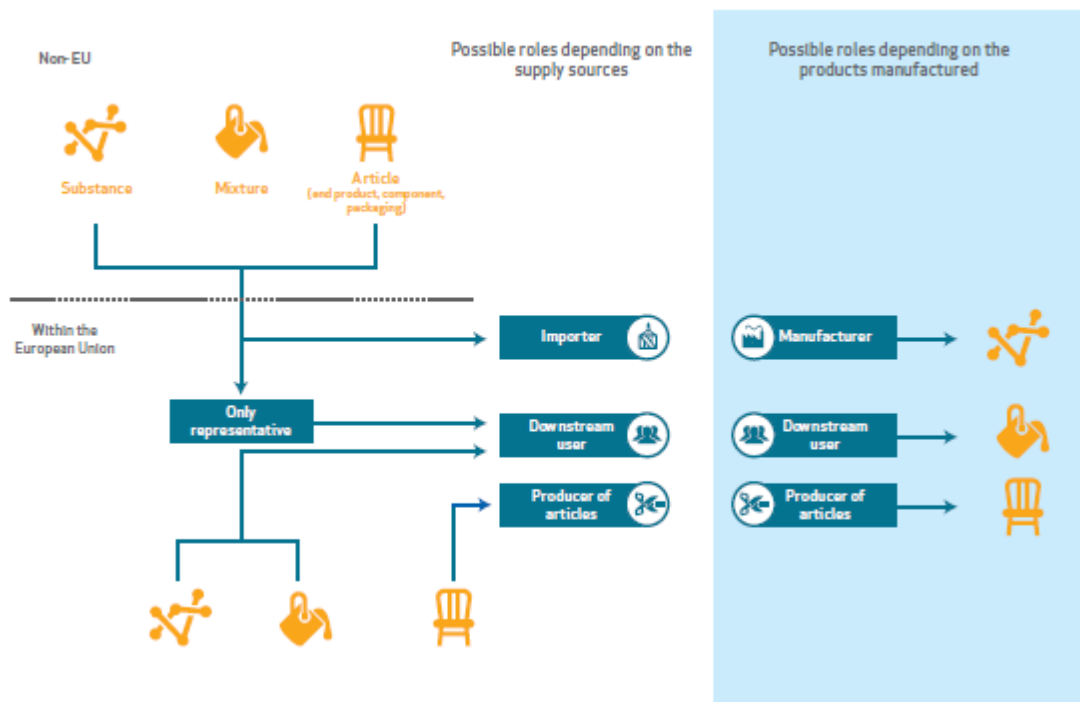 Non-EU
Possible roles depending on the
supply sources
Possible roles depending on the
products manufactured
Substance
Mixture
Article
(end product, component,
packaging)
Within the
European Union
Importer
Manufacturer
Only
representative
Downstream
user
Downstream
user
Producer of
articles
Producer of
articles